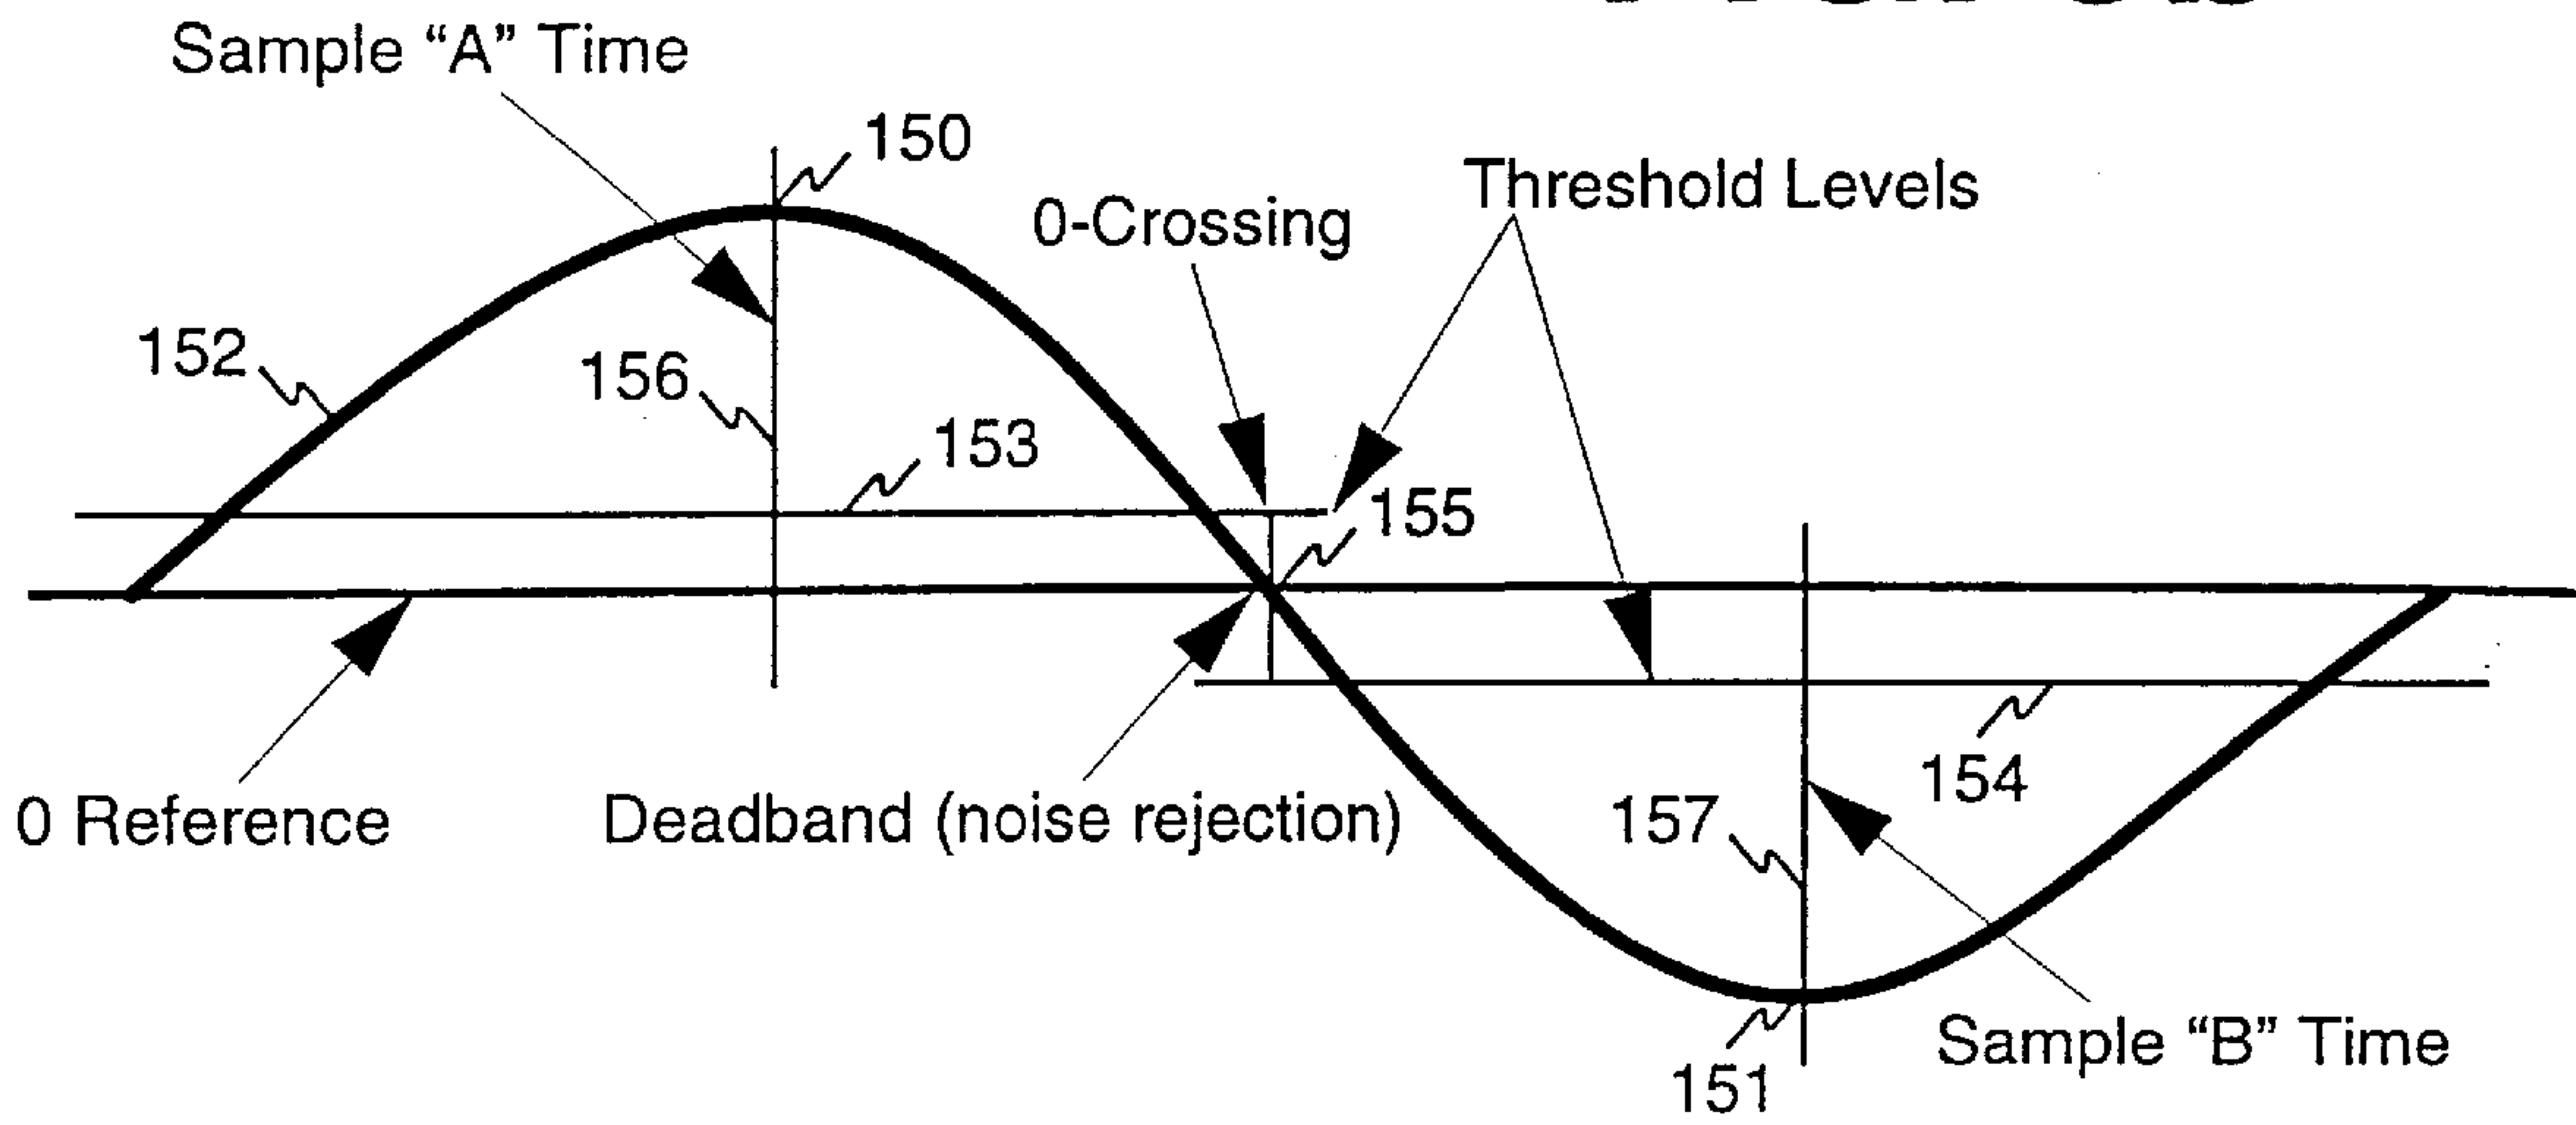 Sample “A” Time
150
Threshold Levels
0-Crossing
152
156
153
155
0 Reference
Deadband (noise rejection)
157
154
Sample “B” Time
151